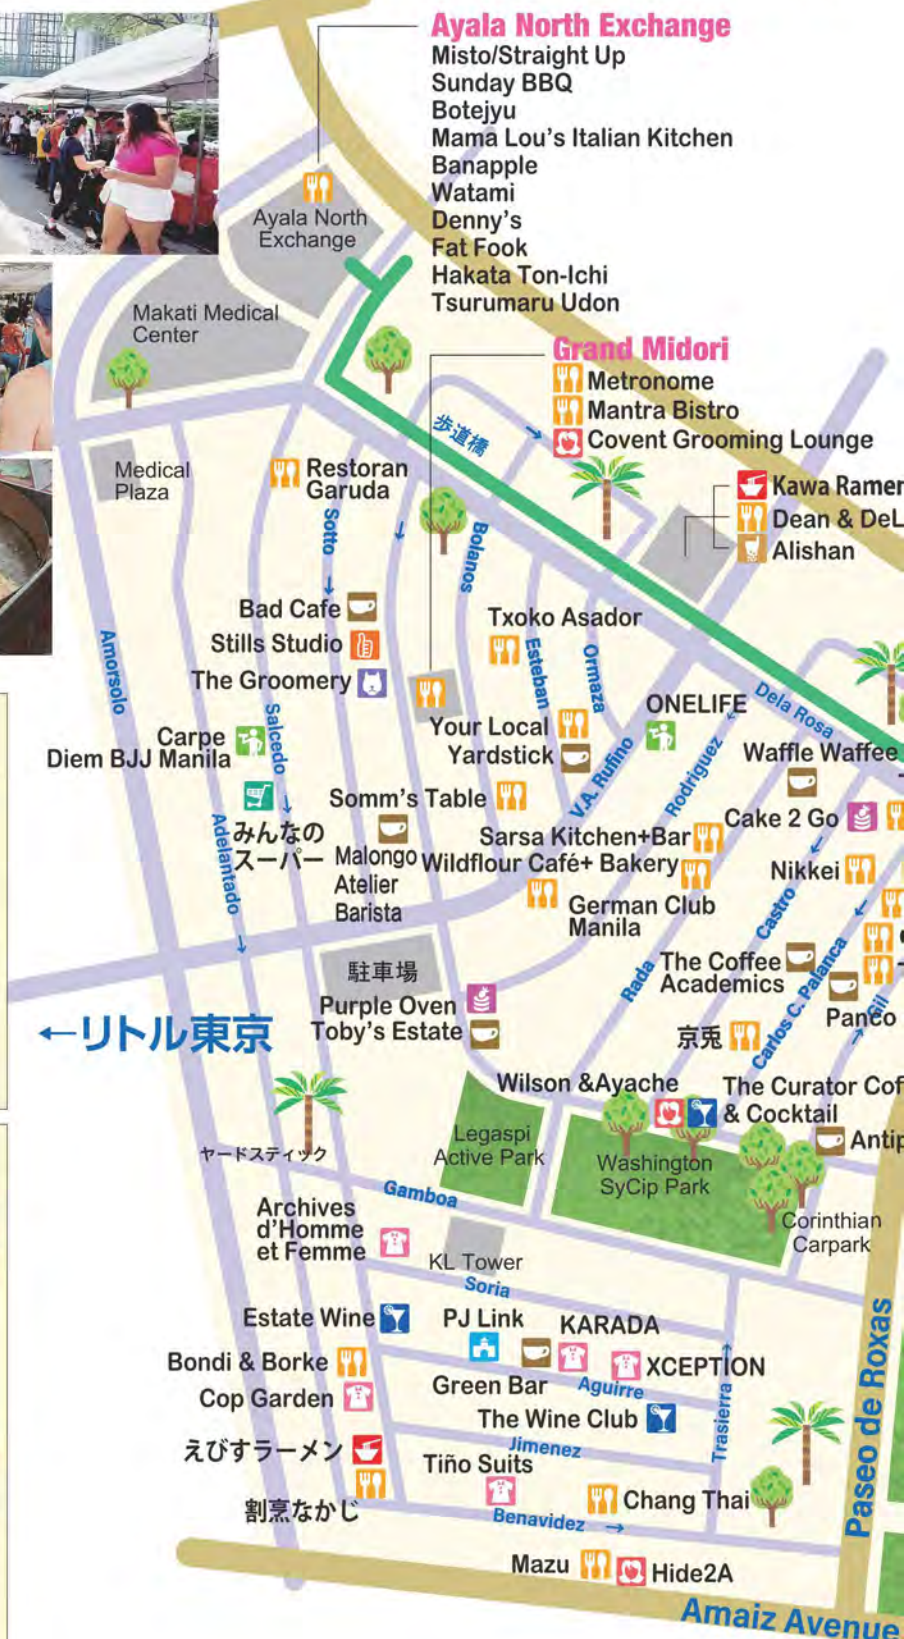 Ayala North Exchange
Misto/Straight Up
Sunday BBQ
Botejyu
Mama Lou's Italian Kitchen
Banapple
Watami
Denny's
Fat Fook
Hakata Ton-Ichi
Tsurumaru Udon
Ayala North
Exchange
Makati Medical
Center
Grand Midori
Metronome
Mantra Bistro
Covent Grooming Lounge
歩道橋
Medical
Plaza
Restoran
Garuda
Kawa Ramen
Dean & DeL
Alishan
Sotto
Bolanos
Bad Cafe
Stills Studio
The Groomery
Txoko Asador
Esteban
Ormaza
Amorsolo
Salcedo
Carpe
Diem BJJ Manila
Your Local
Yardstick
ONELIFE
Dela Rosa
V.A. Rufino
Rodriguez
Waffle Waffee
Somm's Table
Cake 2 Go
みんなの
スーパー
Adelantado
Malongo
Atelier
Barista
Sarsa Kitchen+Bar
Wildflour Café+ Bakery
Nikkei
German Club
Manila
Castro
Rada
The Coffee
Academics
Carlos C. Palanca
Gil
駐車場
Purple Oven
Toby's Estate
Panco
←リトル東京
京兎
Wilson &Ayache
The Curator Cof
& Cocktail
Antip
Legaspi
Active Park
Washington
SyCip Park
Corinthian
Carpark
ヤードスティック
Gamboa
Archives
d'Homme
et Femme
KL Tower
Soria
Estate Wine
PJ Link
KARADA
Bondi & Borke
XCEPTION
Cop Garden
Green Bar
Aguirre
The Wine Club
Trasierra
Paseo de Roxas
えびすラーメン
Jimenez
Tiño Suits
割烹なかじ
Chang Thai
Benavidez
Mazu
Hide2A
Amaiz Avenue